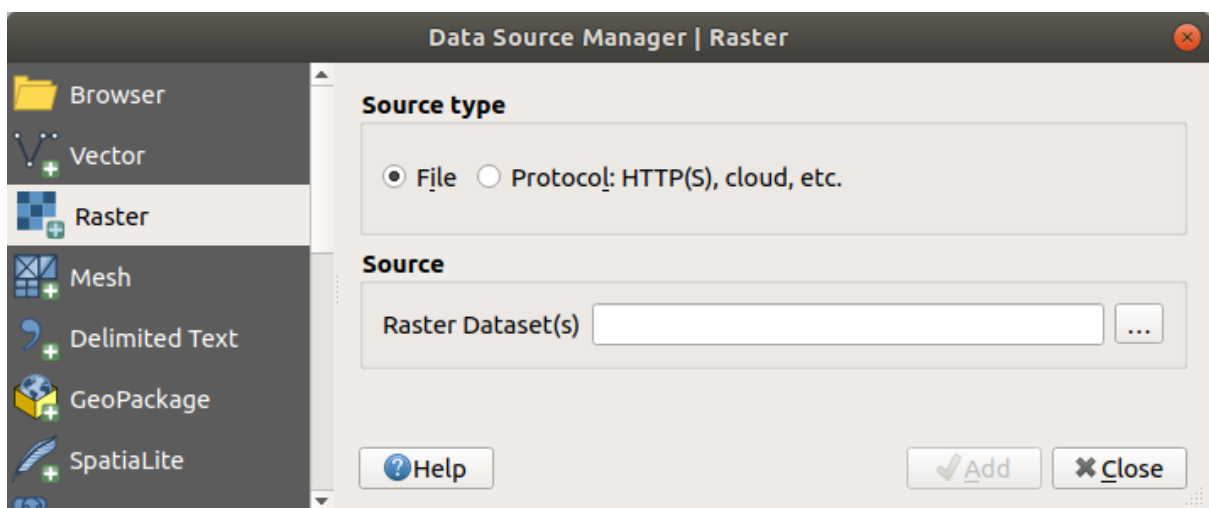 Data Source Manager | Raster
Browser
Vector
Raster
Mesh
Delimited Text
GeoPackage
SpatiaLite
Source type
File
Protocol: HTTP(S), cloud, etc.
Source
Raster Dataset(s)
...
Help
Add
Close